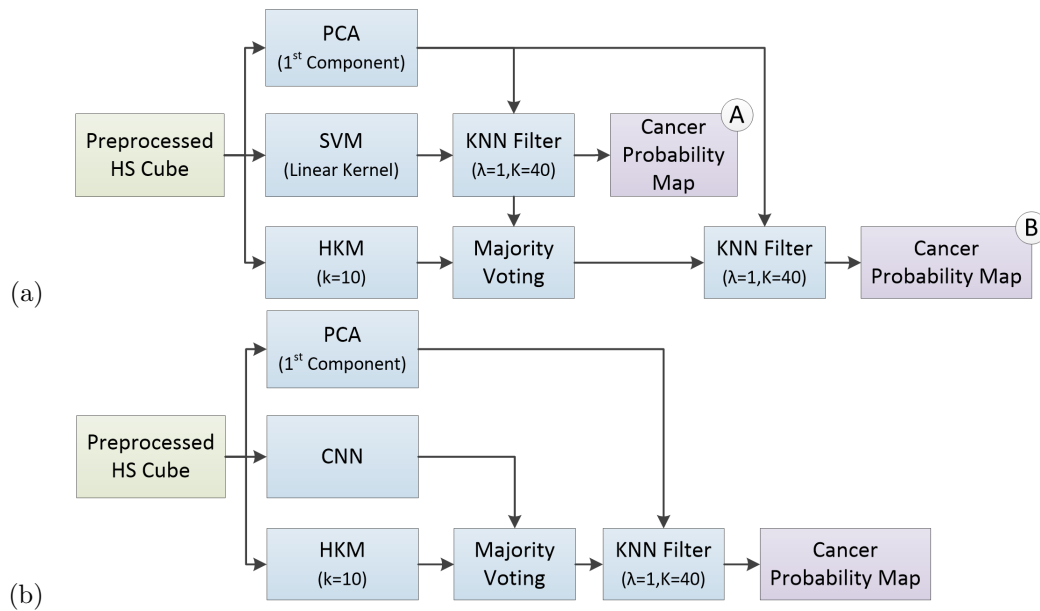 PCA
(1st Component)
Preprocessed
HS Cube
SVM
(Linear Kernel)
KNN Filter
(λ=1,K=40)
Cancer
Probability
Map
A
HKM
(k=10)
Majority
Voting
KNN Filter
(λ=1,K=40)
Cancer
Probability Map
B
(a)
PCA
(1st Component)
Preprocessed
HS Cube
CNN
HKM
(k=10)
Majority
Voting
KNN Filter
(λ=1,K=40)
Cancer
Probability Map
(b)